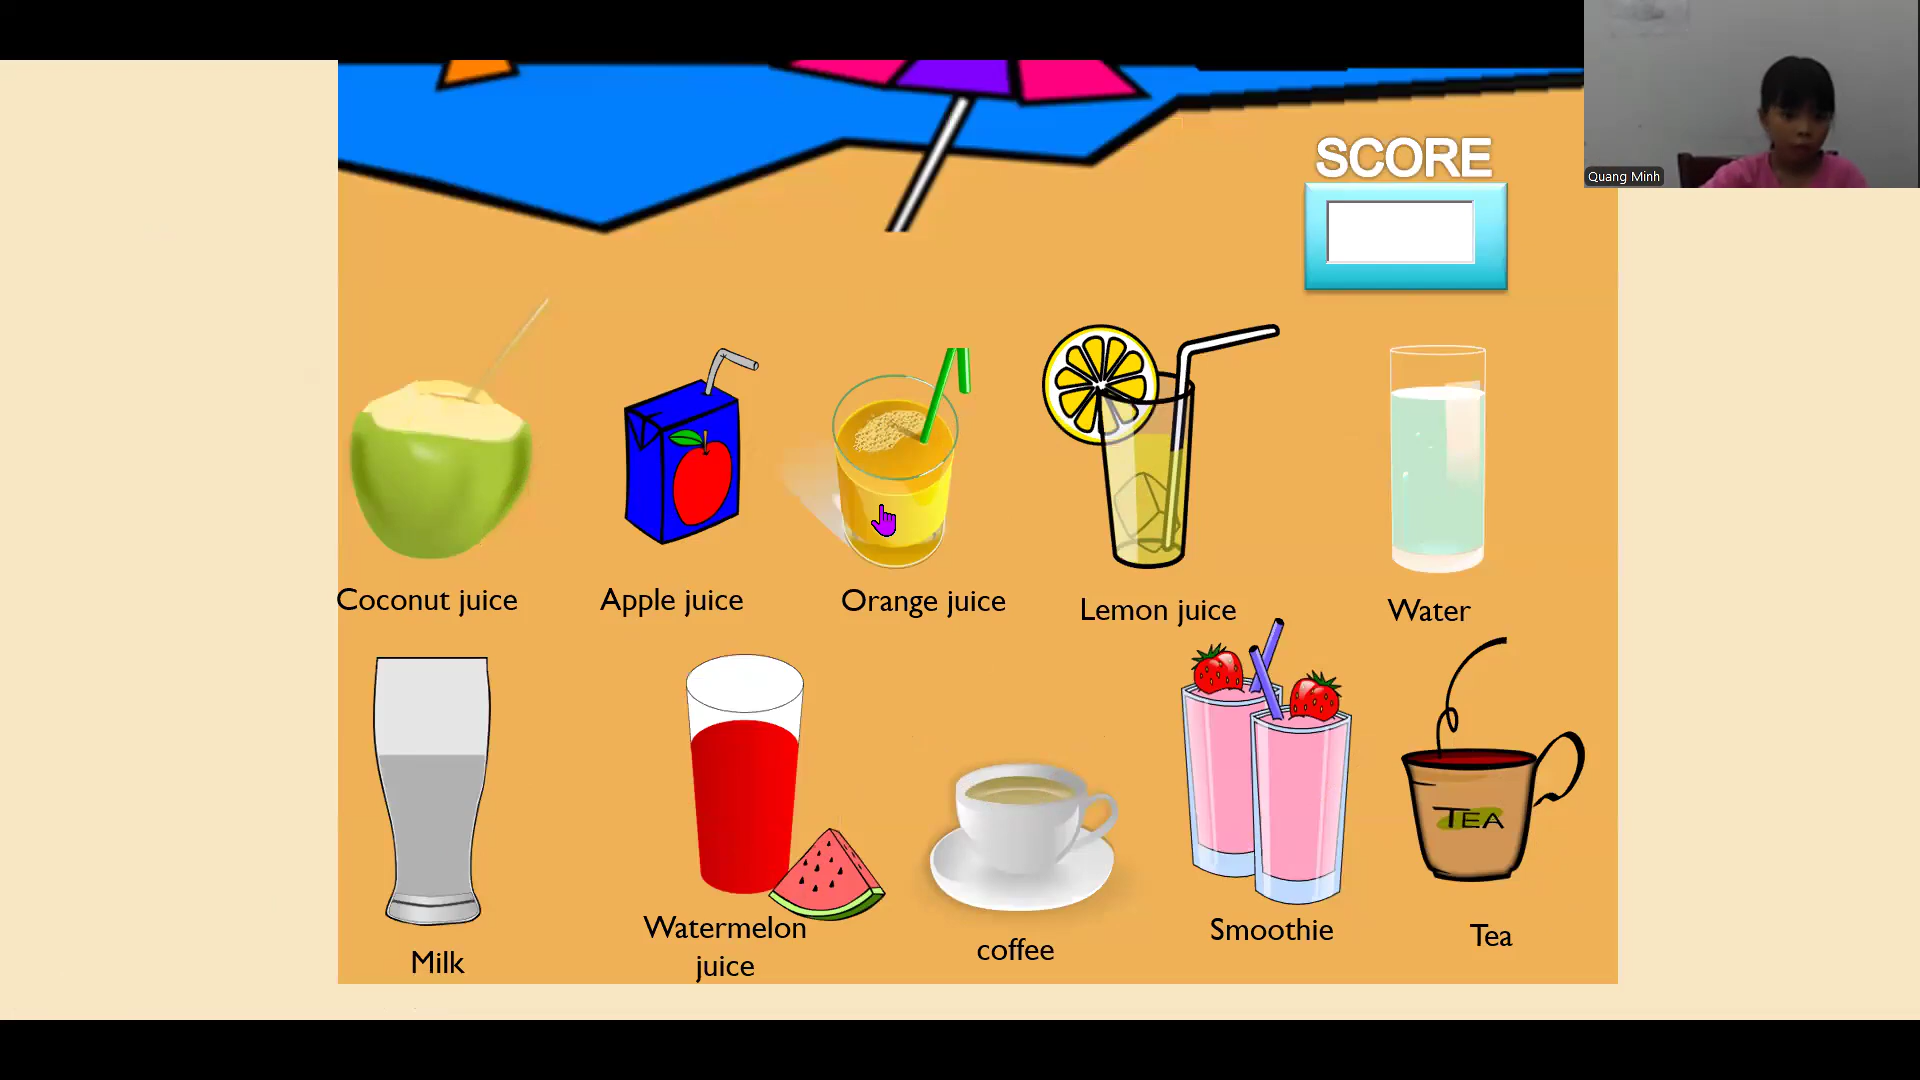 SCORE
Quang Minh
Coconut juice
Apple juice
Orange juice
Lemon juice
Water
TEA
Milk
Watermelon
juice
coffee
Smoothie
Tea